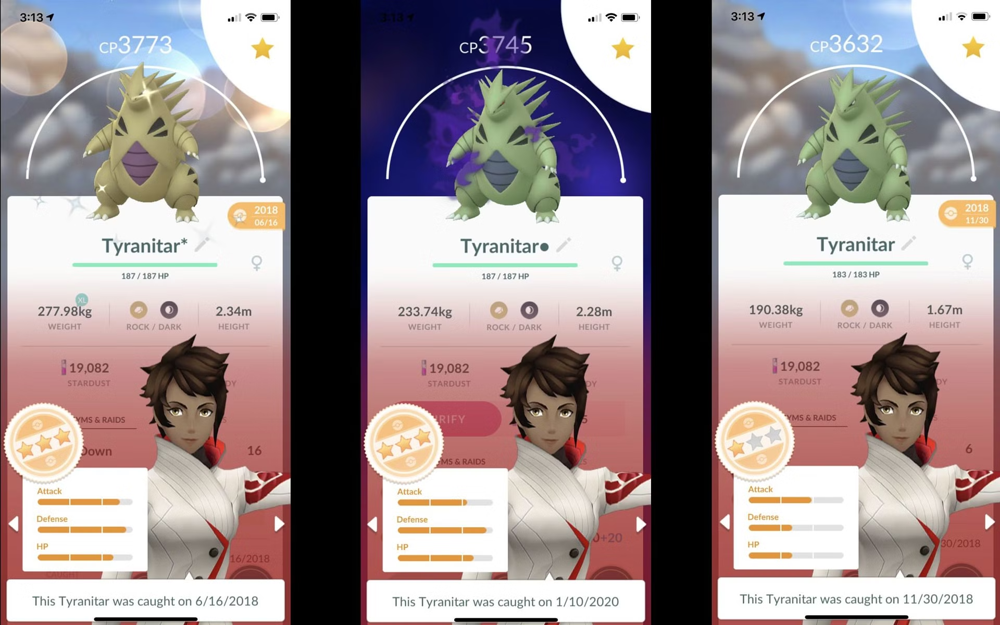 3:13
CP3773
2018
06/16
Tyranitar*
187 / 187 HP
XL
277.98kg
WEIGHT
ROCK / DARK
2.34m
HEIGHT
19,082
STARDUST
DY
YMS & RAIDS
S
Down
16
Attack
Defense
HP
16/2018
CAUGHT
This Tyranitar was caught on 6/16/2018
3:13
CP3745
Tyranitar●
187 / 187 HP
233.74kg
WEIGHT
ROCK / DARK
2.28m
HEIGHT
19,082
STARDUST
DY
RIFY
5
MS & RAIDS
ES
Attack
Defense
HP
0+20
This Tyranitar was caught on 1/10/2020
3:13
CP3632
2018
11/30
Tyranitar
183 / 183 HP
190.38kg
WEIGHT
ROCK / DARK
1.67m
HEIGHT
19,082
STARDUST
DY
YMS & RAIDS
S
6
Attack
Defense
HP
30/2018
This Tyranitar was caught on 11/30/2018